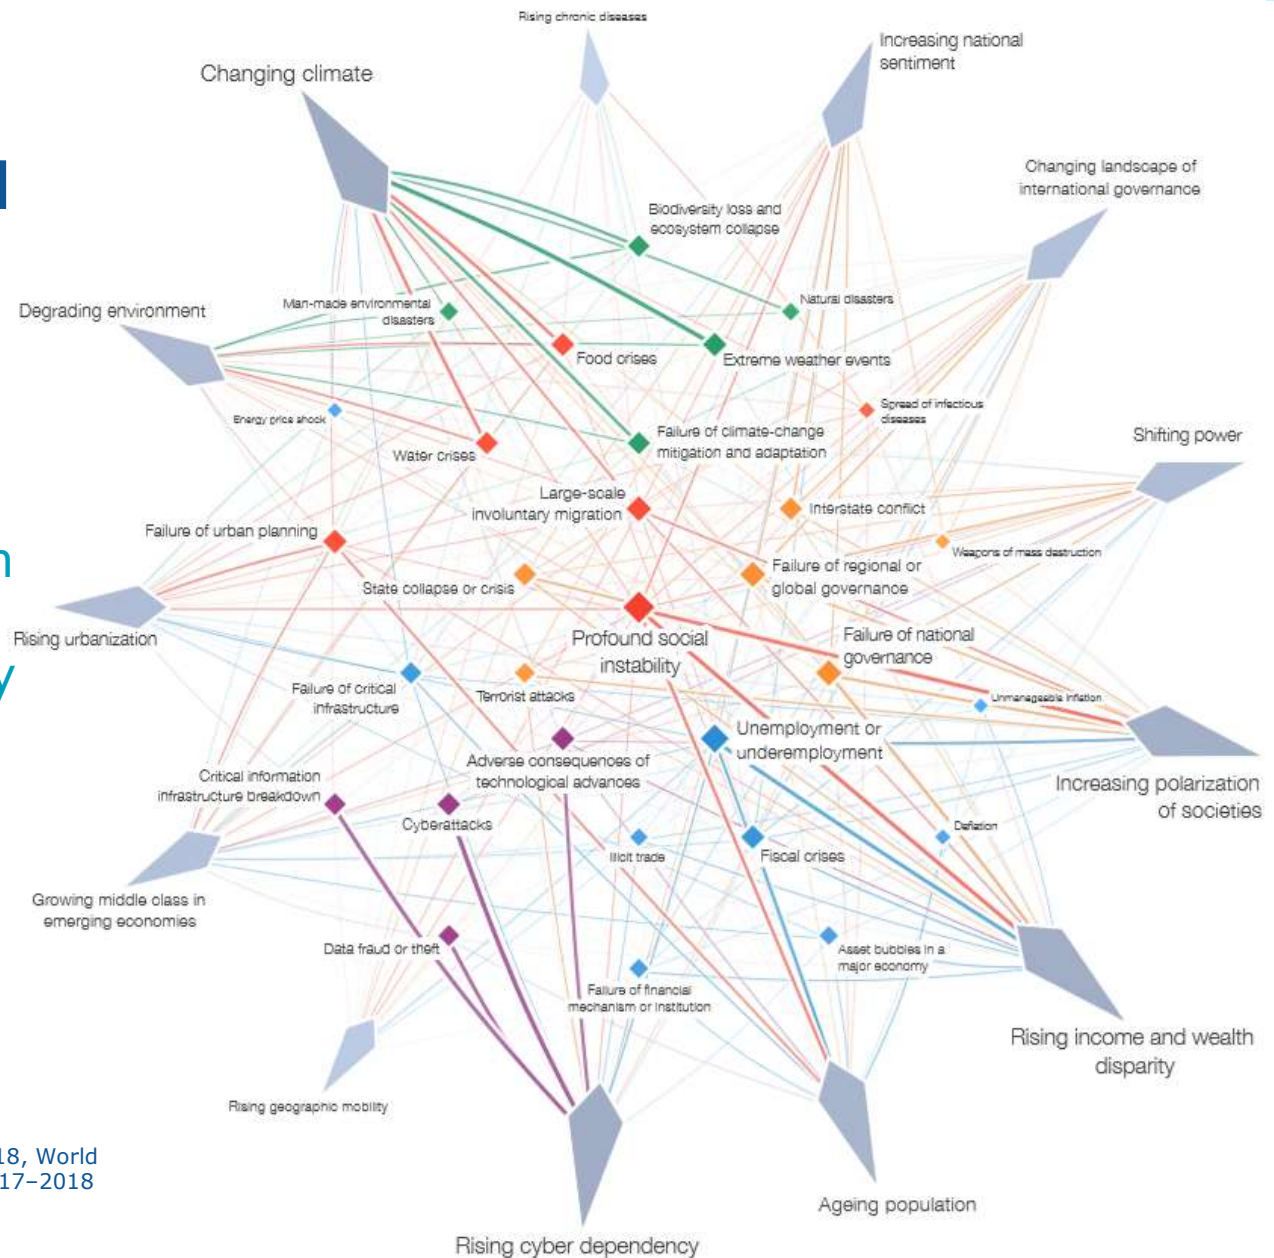 Rising chronic diseases
Increasing national
sentiment
Changing climate
Changing landscape of
international governance
Biodiversity loss and
ecosystem collapse
Man-made environmental
disasters
Natural disasters
Degrading environment
Food crises
Extreme weather events
Energy price shock
Spread of infectious
diseases
Failure of climate-change
mitigation and adaptation
Water crises
Shifting power
Large-scale
involuntary migration
Interstate conflict
Failure of urban planning
Weapons of mass destruction
State collapse or crisis
Failure of regional or
global governance
Rising urbanization
Profound social
instability
Failure of national
governance
Failure of critical
infrastructure
Terrorist attacks
Unmanageable inflation
Unemployment or
underemployment
Adverse consequences of
technological advances
Critical information
infrastructure breakdown
Cyberattacks
Increasing polarization
of societies
Illicit trade
Fiscal crises
Deflation
Growing middle class in
emerging economies
Data fraud or theft
Asset bubbles in a
major economy
Failure of financial
mechanism or institution
Rising income and wealth
disparity
Rising geographic mobility
18, World
17–2018
Ageing population
Rising cyber dependency